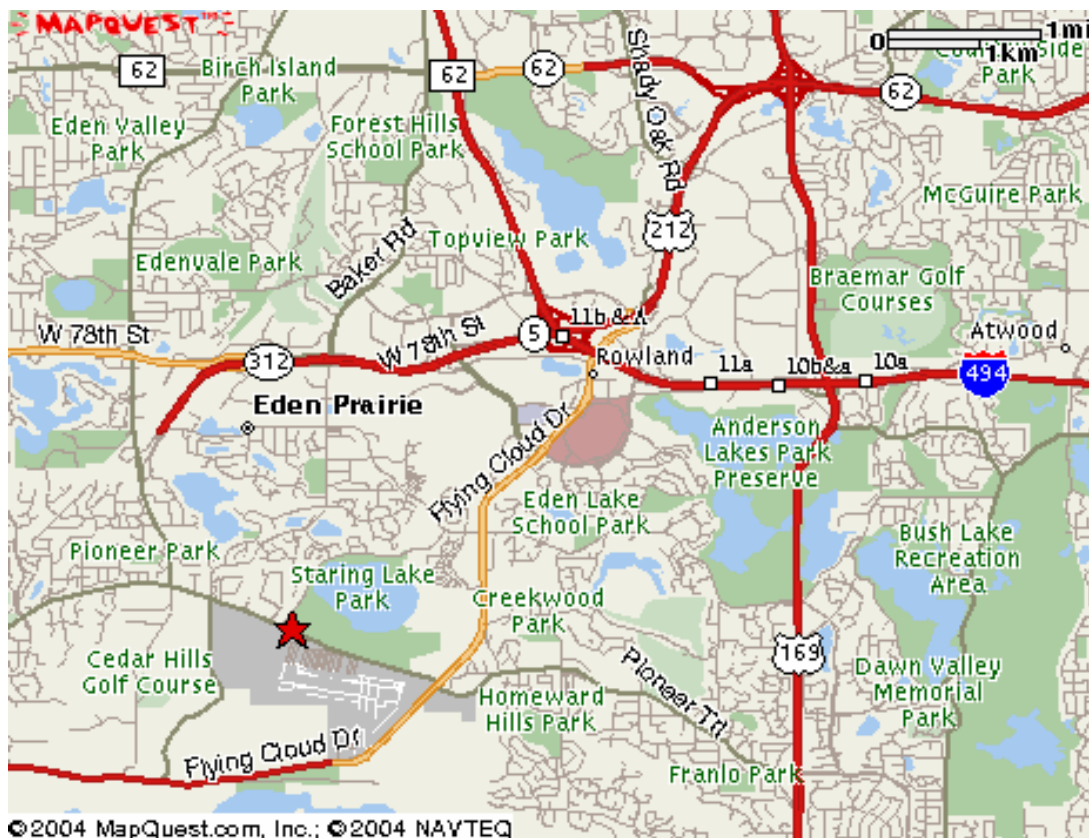 MAPQUEST
0 1mi
1km
62
Birch Island
Park
62
62
Shady Oak Rd
Country Side
Park
62
Eden Valley
Park
Forest Hills
School Park
McGuire Park
Baker Rd
Topview Park
212
Edenvale Park
Braemar Golf
Courses
W 78th St
312
W 78th St
5
11b & A
Rowland
11a
10b&a
10a
Atwood
494
Eden Prairie
Flying Cloud Dr
Anderson
Lakes Park
Preserve
Eden Lake
School Park
Bush Lake
Recreation
Area
Pioneer Park
Staring Lake
Park
Creekwood
Park
Cedar Hills
Golf Course
Homeward
Hills Park
Pioneer Trl
169
Dawn Valley
Memorial
Park
Flying Cloud Dr
Franlo Park
©2004 MapQuest.com, Inc.; ©2004 NAVTEQ